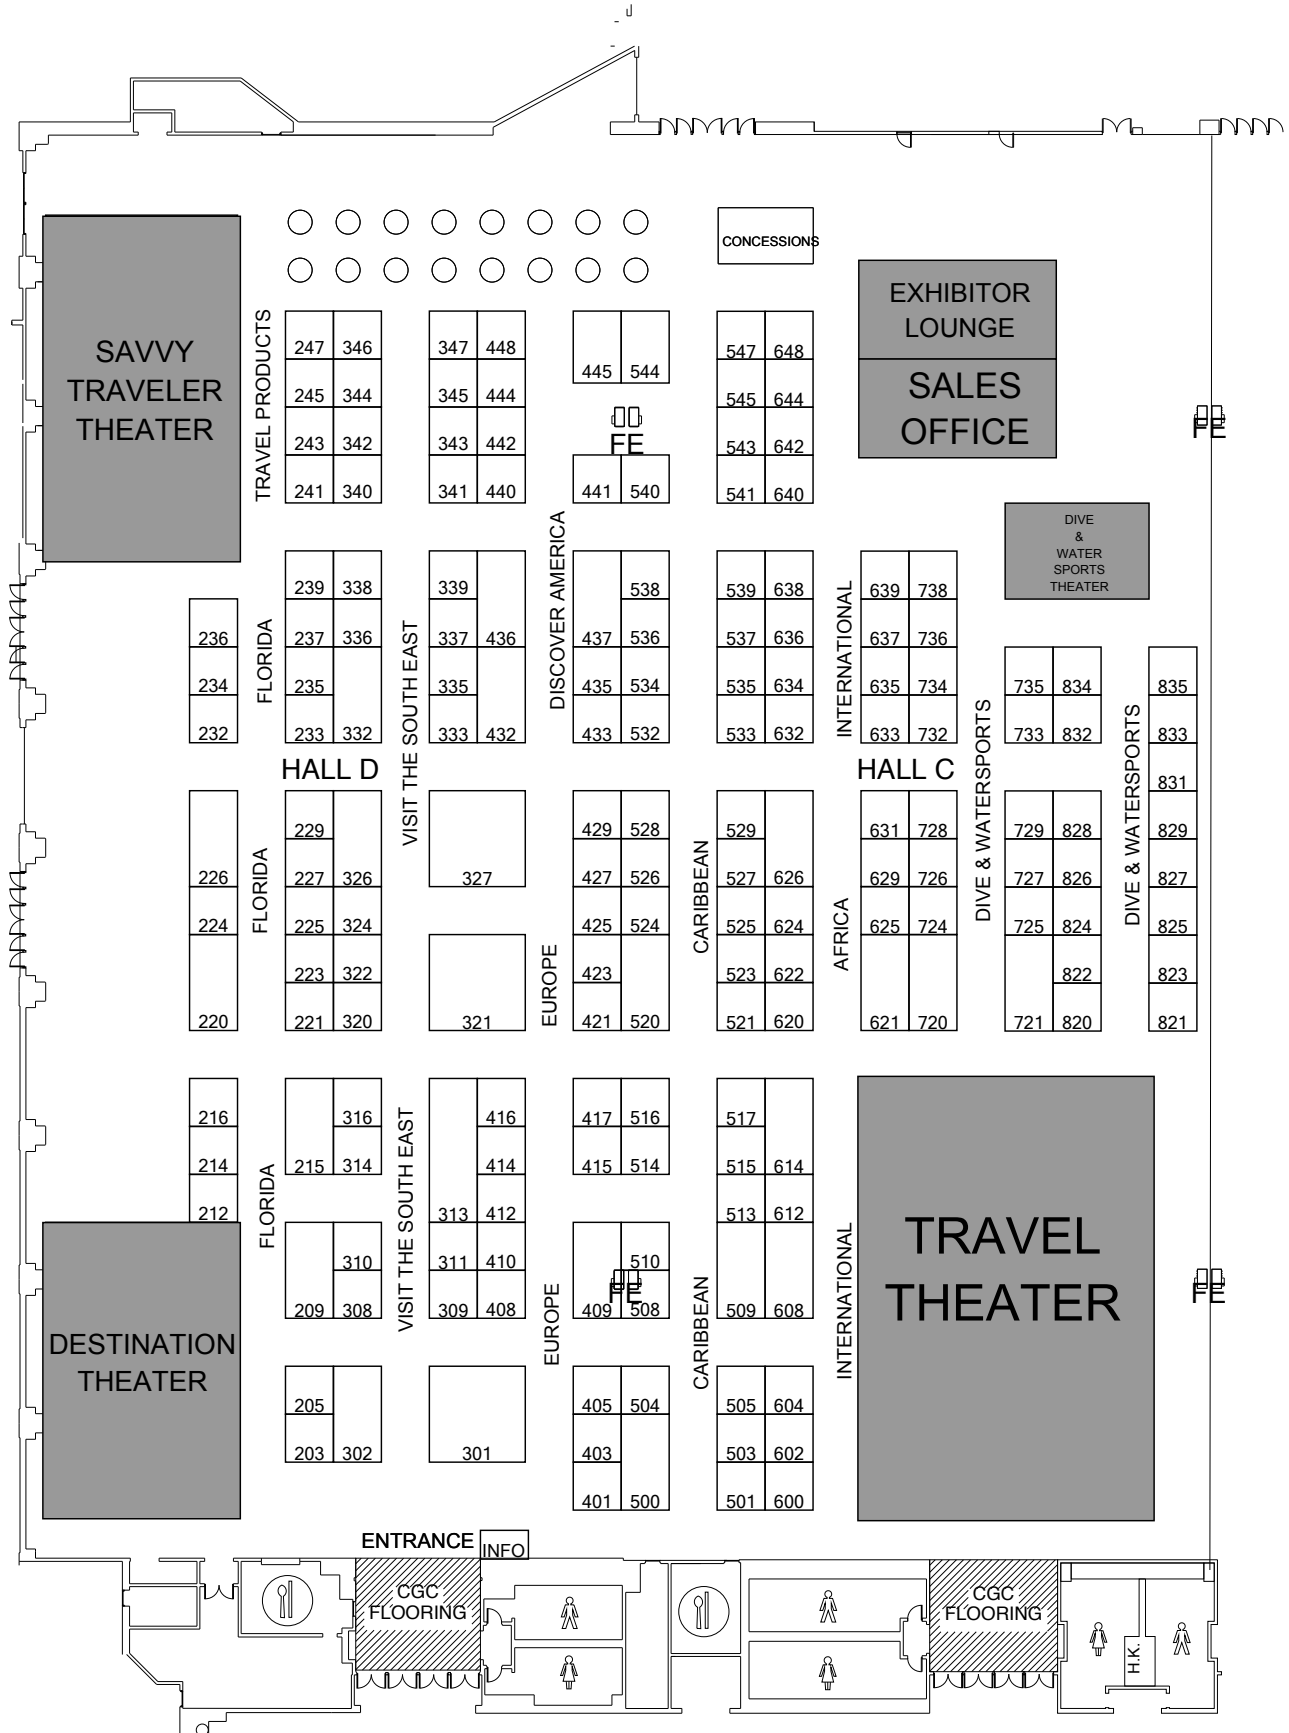 CONCESSIONS
EXHIBITOR
LOUNGE
SALES
OFFICE
SAVVY
TRAVELER
THEATER
TRAVEL PRODUCTS
247 346 347 448 445 544 547 648
245 344 345 444 545 644
243 342 343 442 FE 543 642 FE
241 340 341 440 441 540 541 640
DIVE
&
WATER
SPORTS
THEATER
DISCOVER AMERICA
INTERNATIONAL
FLORIDA
VISIT THE SOUTH EAST
239 338 339 538 539 638 639 738
236 237 336 337 436 437 536 537 636 637 736
234 235 335 435 534 535 634 635 734 735 834 835
232 233 332 333 432 433 532 533 632 633 732 733 832 833
HALL D
HALL C
DIVE & WATERSPORTS
DIVE & WATERSPORTS
831
229 429 528 529 631 728 729 828 829
226 227 326 327 427 526 527 626 629 726 727 826 827
224 225 324 425 524 525 624 625 724 725 824 825
223 322 423 523 622 822 823
220 221 320 321 421 520 521 620 621 720 721 820 821
FLORIDA
EUROPE
CARIBBEAN
AFRICA
216 316 416 417 516 517
214 215 314 414 415 514 515 614
212 313 412 513 612
310 311 410 510
209 308 309 408 409 508 509 608
FE
FE
FLORIDA
VISIT THE SOUTH EAST
EUROPE
CARIBBEAN
INTERNATIONAL
TRAVEL
THEATER
DESTINATION
THEATER
205 405 504 505 604
203 302 301 403 503 602
401 500 501 600
ENTRANCE
INFO
CGC
FLOORING
CGC
FLOORING
H.K.